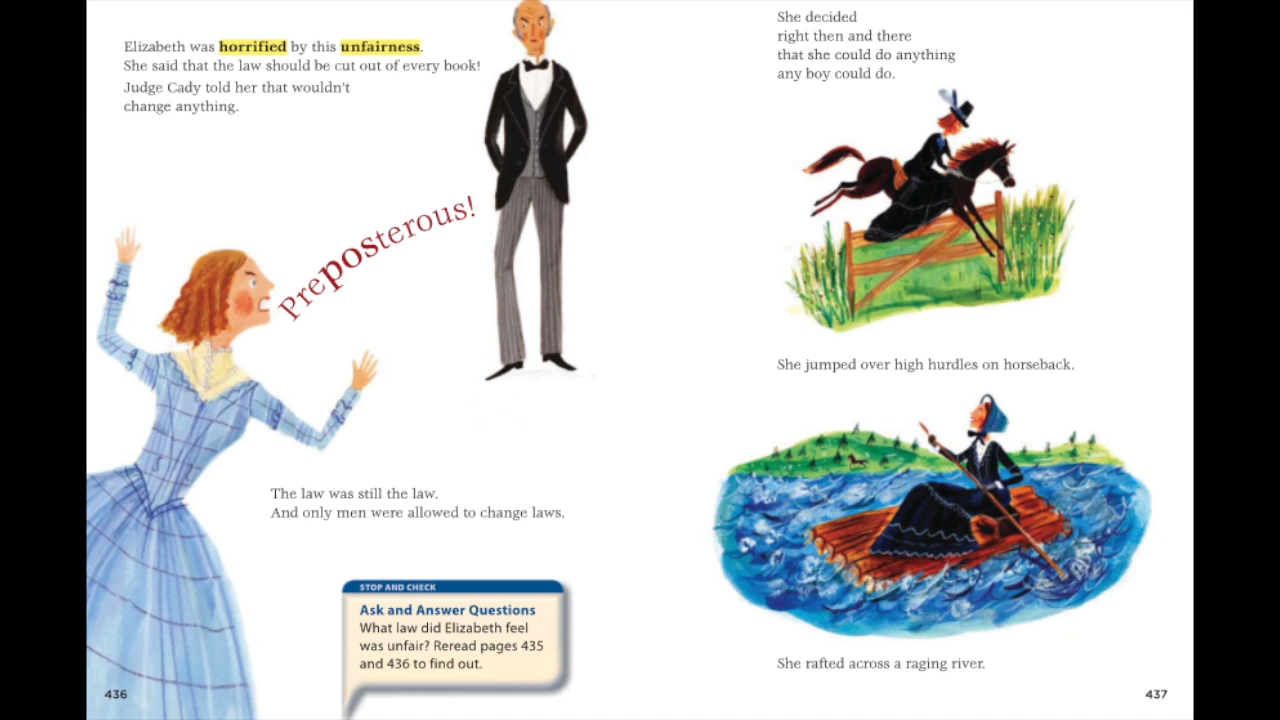 Elizabeth was horrified by this unfairness.
She said that the law should be cut out of every book!
Judge Cady told her that wouldn't
change anything.
Preposterous!
The law was still the law.
And only men were allowed to change laws.
STOP AND CHECK
Ask and Answer Questions
What law did Elizabeth feel
was unfair? Reread pages 435
and 436 to find out.
436
She decided
right then and there
that she could do anything
any boy could do.
She jumped over high hurdles on horseback.
She rafted across a raging river.
437